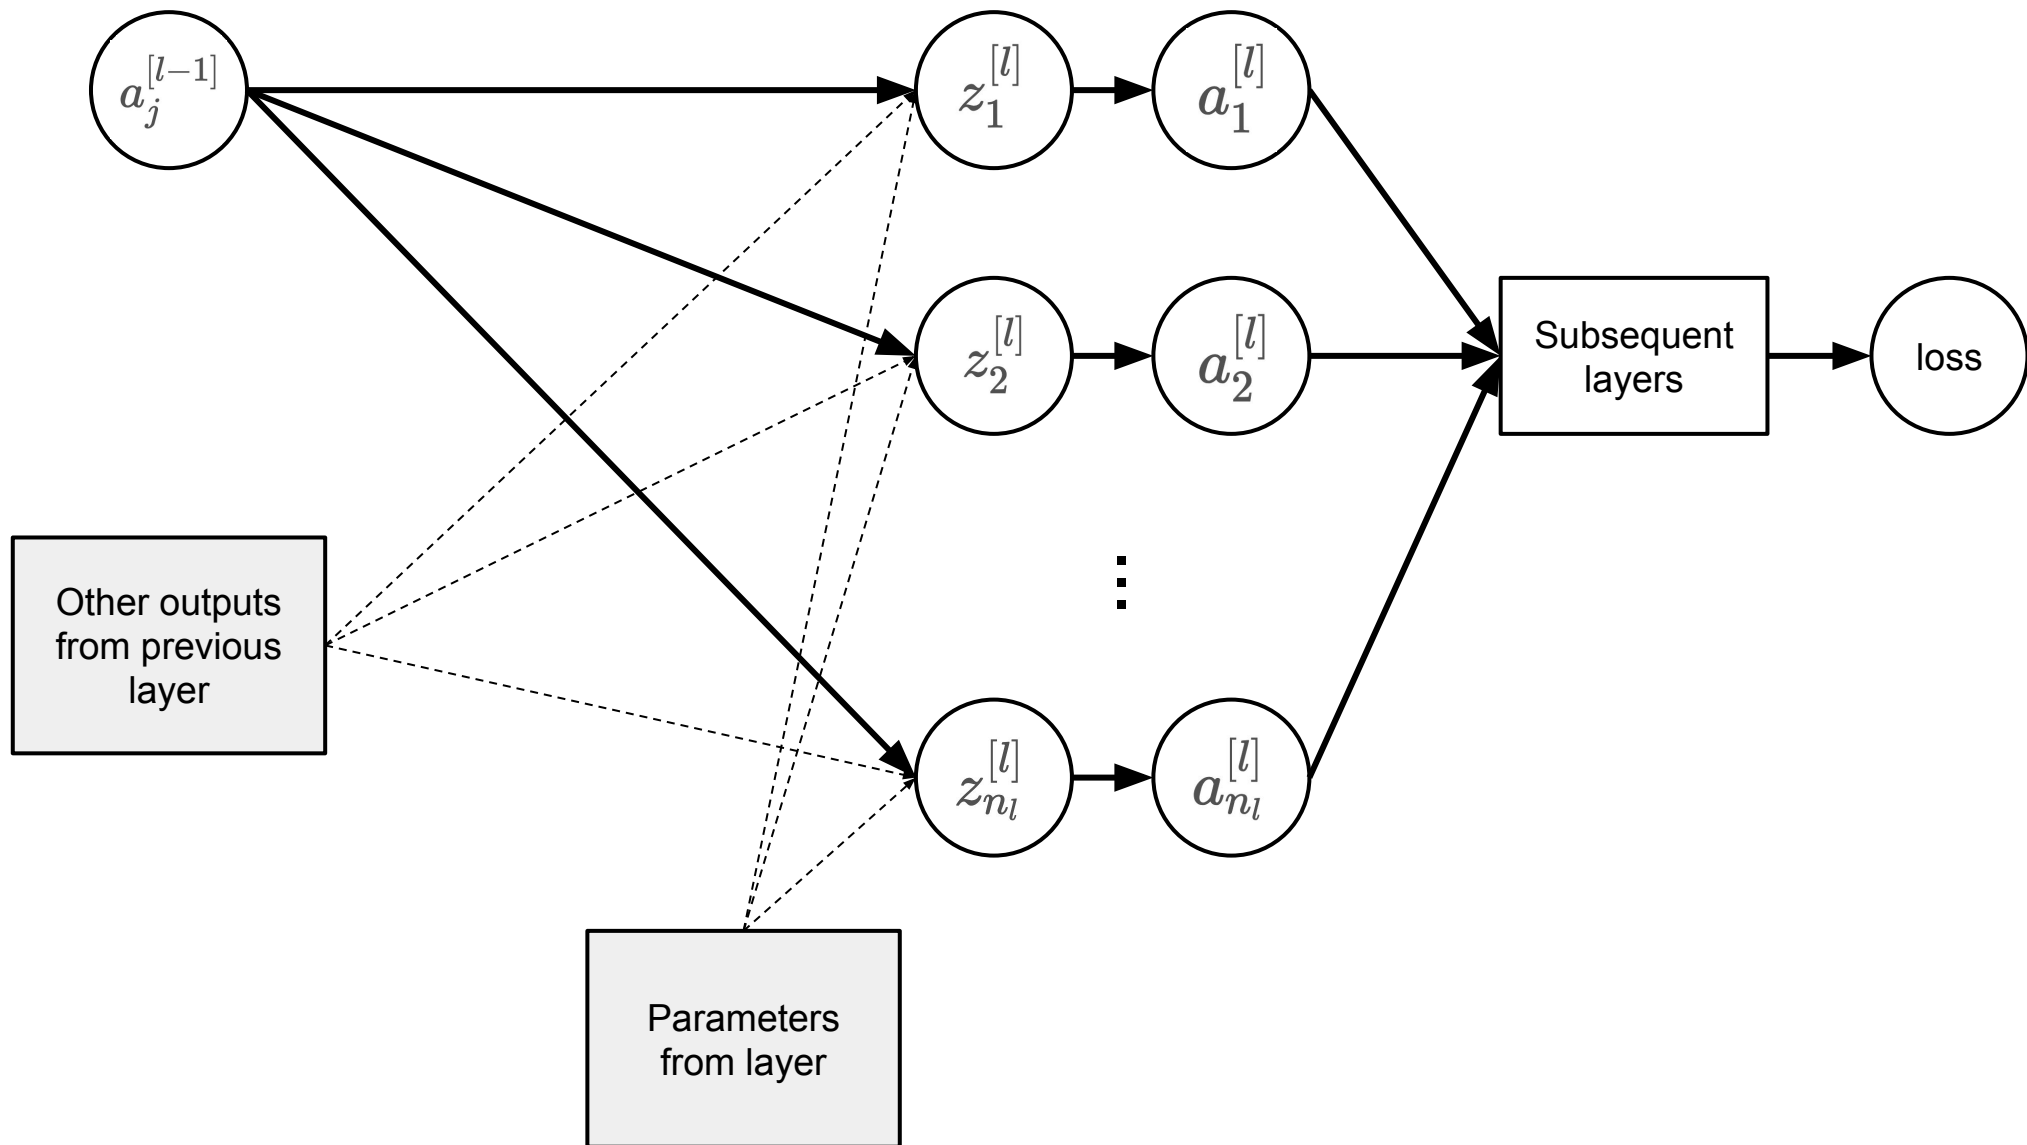 a_j^{[l-1]}
z_1^{[l]}
a_1^{[l]}
z_2^{[l]}
a_2^{[l]}
Subsequent
layers
loss
Other outputs
from previous
layer
z_{n_l}^{[l]}
a_{n_l}^{[l]}
Parameters
from layer